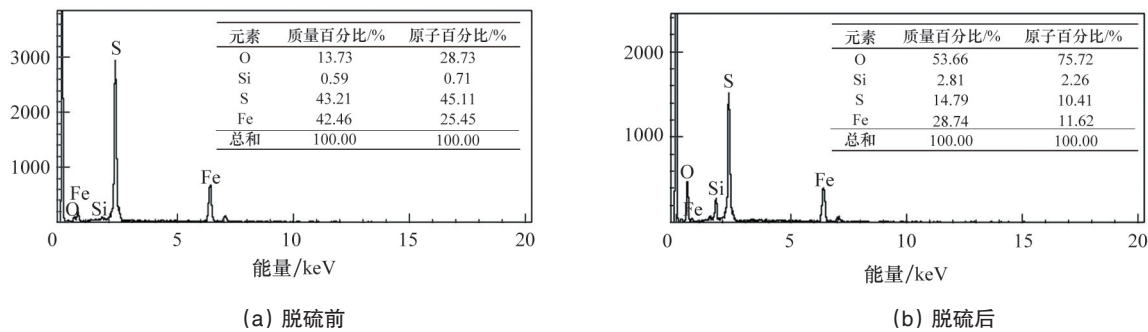 元素 质量百分比/% 原子百分比/%
O 13.73 28.73
Si 0.59 0.71
S 43.21 45.11
Fe 42.46 25.45
总和 100.00 100.00
3000
2000
1000
S
Fe
Fe
O
Si
0 5 10 15 20
能量/keV
(a) 脱硫前
元素 质量百分比/% 原子百分比/%
O 53.66 75.72
Si 2.81 2.26
S 14.79 10.41
Fe 28.74 11.62
总和 100.00 100.00
2000
1000
S
O
Si
Fe
Fe
0 5 10 15 20
能量/keV
(b) 脱硫后